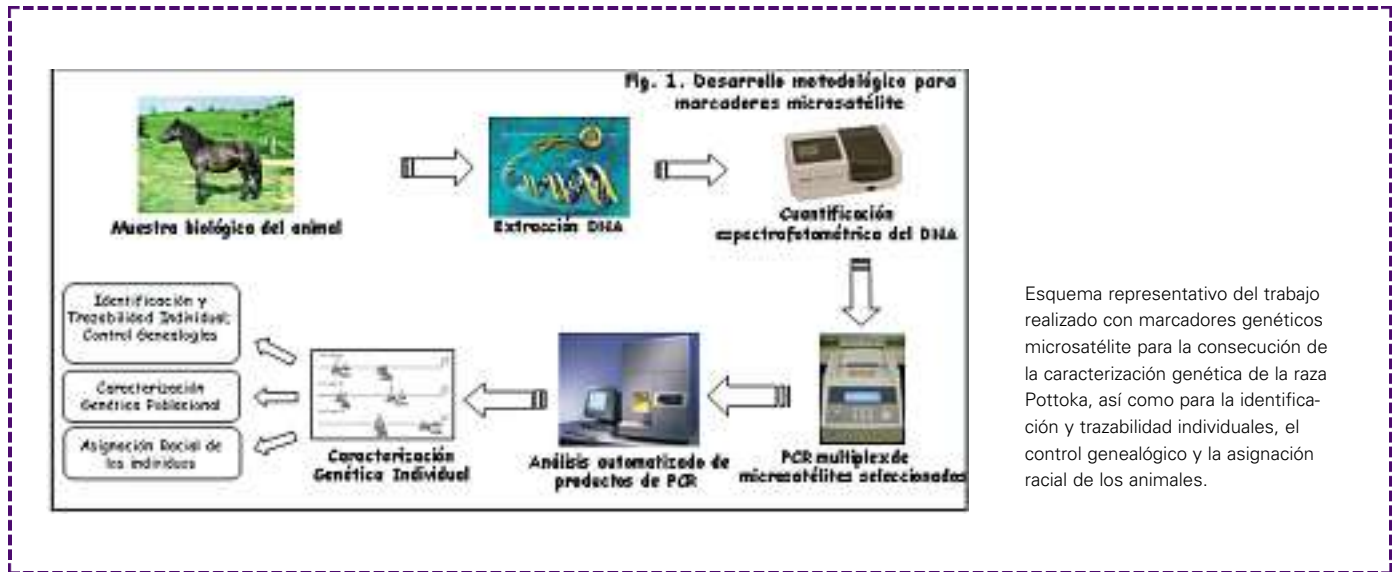 Fig. 1. Desarrollo metodológico para
marcadores microsatélite
Muestra biológica del animal
Extracción DNA
Cuantificación
espectrofotométrica del DNA
PCR multiplex de
microsatélites seleccionados
Análisis automatizado de
productos de PCR
Caracterización
Genética Individual
Identificación y
Trazabilidad Individual;
Control Genealogías
Caracterización
Genética Poblacional
Asignación Racial de
los individuos
Esquema representativo del trabajo
realizado con marcadores genéticos
microsatélite para la consecución de
la caracterización genética de la raza
Pottoka, así como para la identifica-
ción y trazabilidad individuales, el
control genealógico y la asignación
racial de los animales.